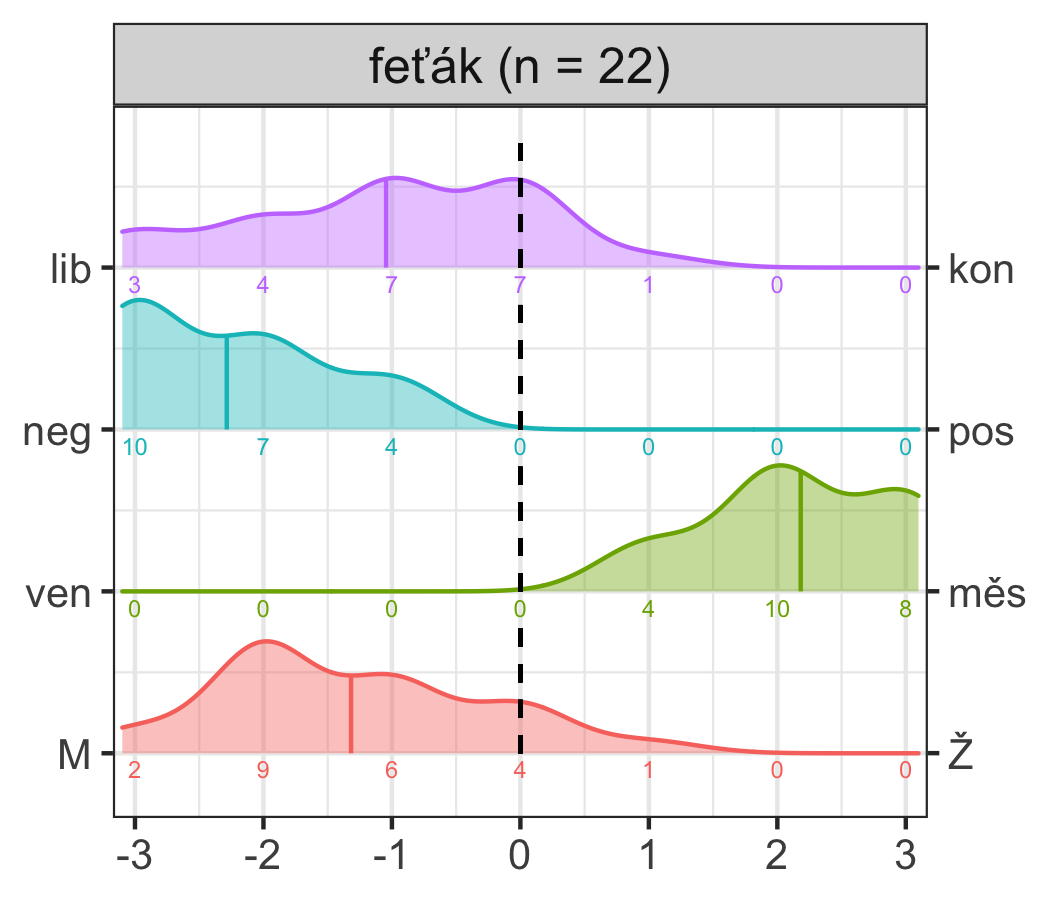 feťák (n = 22)
lib kon
3 4 7 7 1 0 0
neg pos
10 7 4 0 0 0 0
ven měs
0 0 0 0 4 10 8
M Ž
2 9 6 4 1 0 0
-3 -2 -1 0 1 2 3